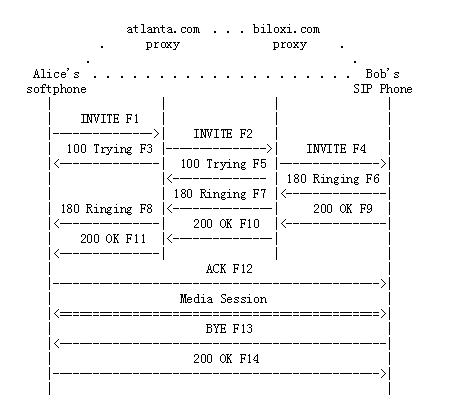 atlanta.com . . . biloxi.com
. proxy proxy .
. .
Alice's . . . . . . . . . . . . . . . . . . . . Bob's
softphone SIP Phone
| | | |
| INVITE F1 | | |
|--------------->| INVITE F2 | |
| 100 Trying F3 |--------------->| INVITE F4 |
|<---------------| 100 Trying F5 |--------------->|
| |<-------------- | 180 Ringing F6 |
| | 180 Ringing F7 |<---------------|
| 180 Ringing F8 |<---------------| 200 OK F9 |
|<---------------| 200 OK F10 |<---------------|
| 200 OK F11 |<---------------| |
|<---------------| | |
| ACK F12 |
|------------------------------------------------->|
| Media Session |
|<================================================>|
| BYE F13 |
|<-------------------------------------------------|
| 200 OK F14 |
|------------------------------------------------->|
| |